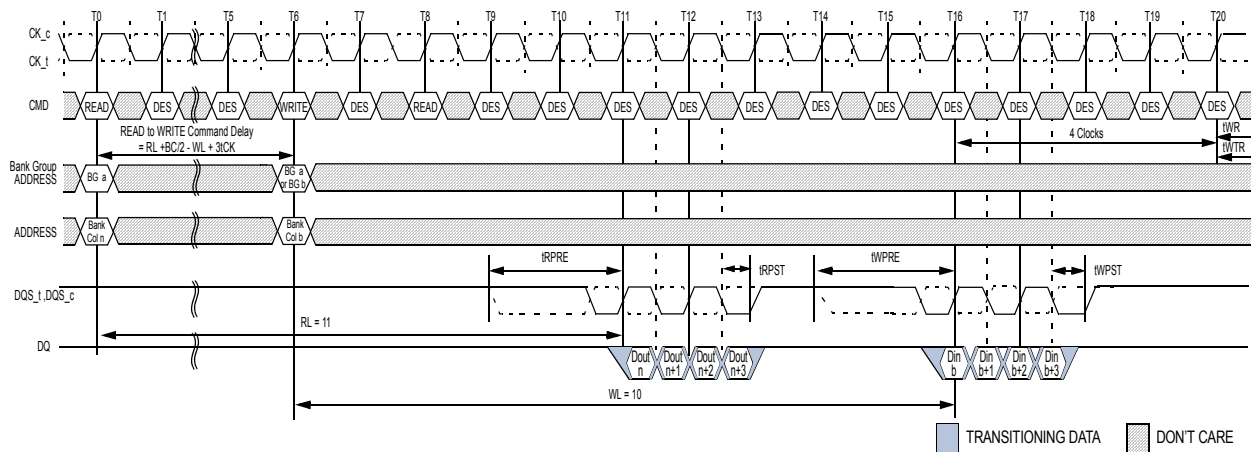 T0 T1 T5 T6 T7 T8 T9 T10 T11 T12 T13 T14 T15 T16 T17 T18 T19 T20
CK_c
CK_t
CMD READ DES DES WRITE DES READ DES DES DES DES DES DES DES DES DES DES DES DES
READ to WRITE Command Delay
= RL +BC/2 - WL + 3tCK
4 Clocks
tWR
tWTR
Bank Group
ADDRESS
BG a
BG a
or BG b
ADDRESS
Bank
Col n
Bank
Col b
tRPRE tRPST tWPRE tWPST
DQS_t ,DQS_c
RL = 11
DQ
Dout Dout Dout Dout Din Din Din Din
n n+1 n+2 n+3 b b+1 b+2 b+3
WL = 10
TRANSITIONING DATA DON'T CARE